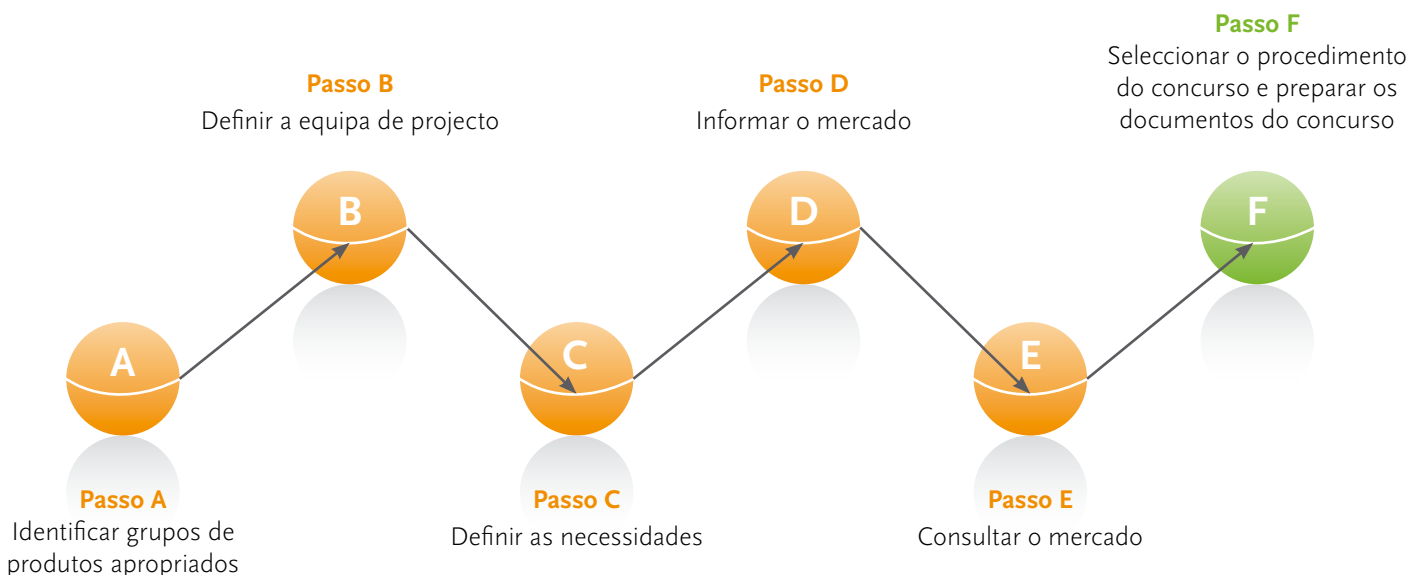 Passo A
Identificar grupos de
produtos apropriados
A
Passo B
Definir a equipa de projecto
B
Passo C
Definir as necessidades
C
Passo D
Informar o mercado
D
Passo E
Consultar o mercado
E
Passo F
Seleccionar o procedimento
do concurso e preparar os
documentos do concurso
F